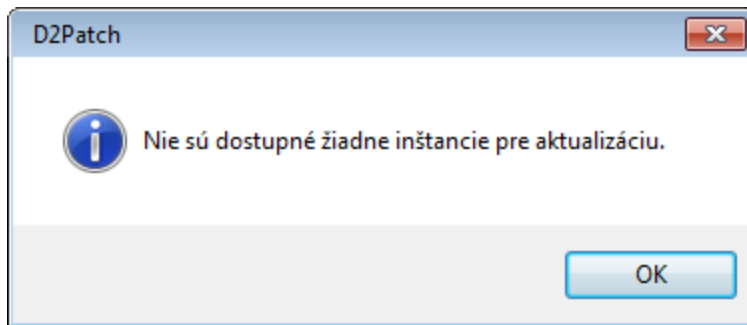 D2Patch
Nie sú dostupné žiadne inštancie pre aktualizáciu.
OK